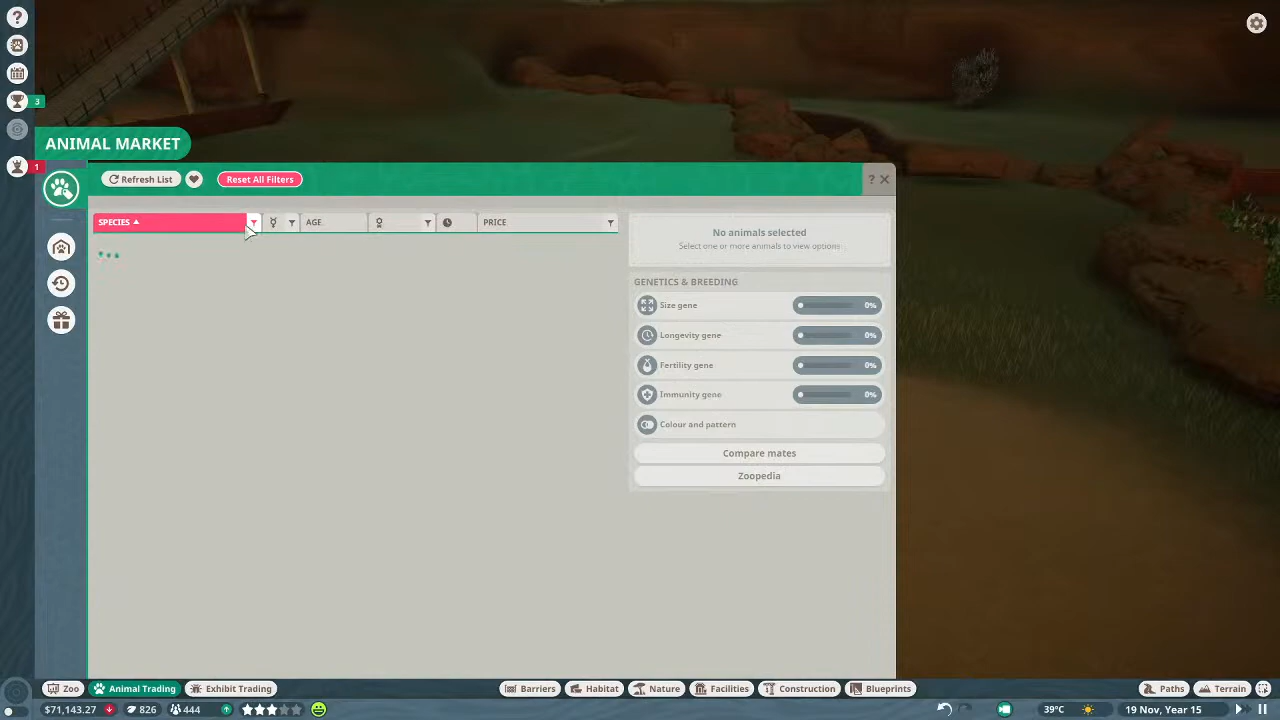 3
ANIMAL MARKET
1
Refresh List
Reset All Filters
?
SPECIES
AGE
PRICE
No animals selected
Select one or more animals to view options.
GENETICS & BREEDING
Size gene
0%
Longevity gene
0%
Fertility gene
0%
Immunity gene
0%
Colour and pattern
Compare mates
Zoopedia
Zoo
Animal Trading
Exhibit Trading
Barriers
Habitat
Nature
Facilities
Construction
Blueprints
Paths
Terrain
$71,143.27
826
444
39°C
19 Nov, Year 15